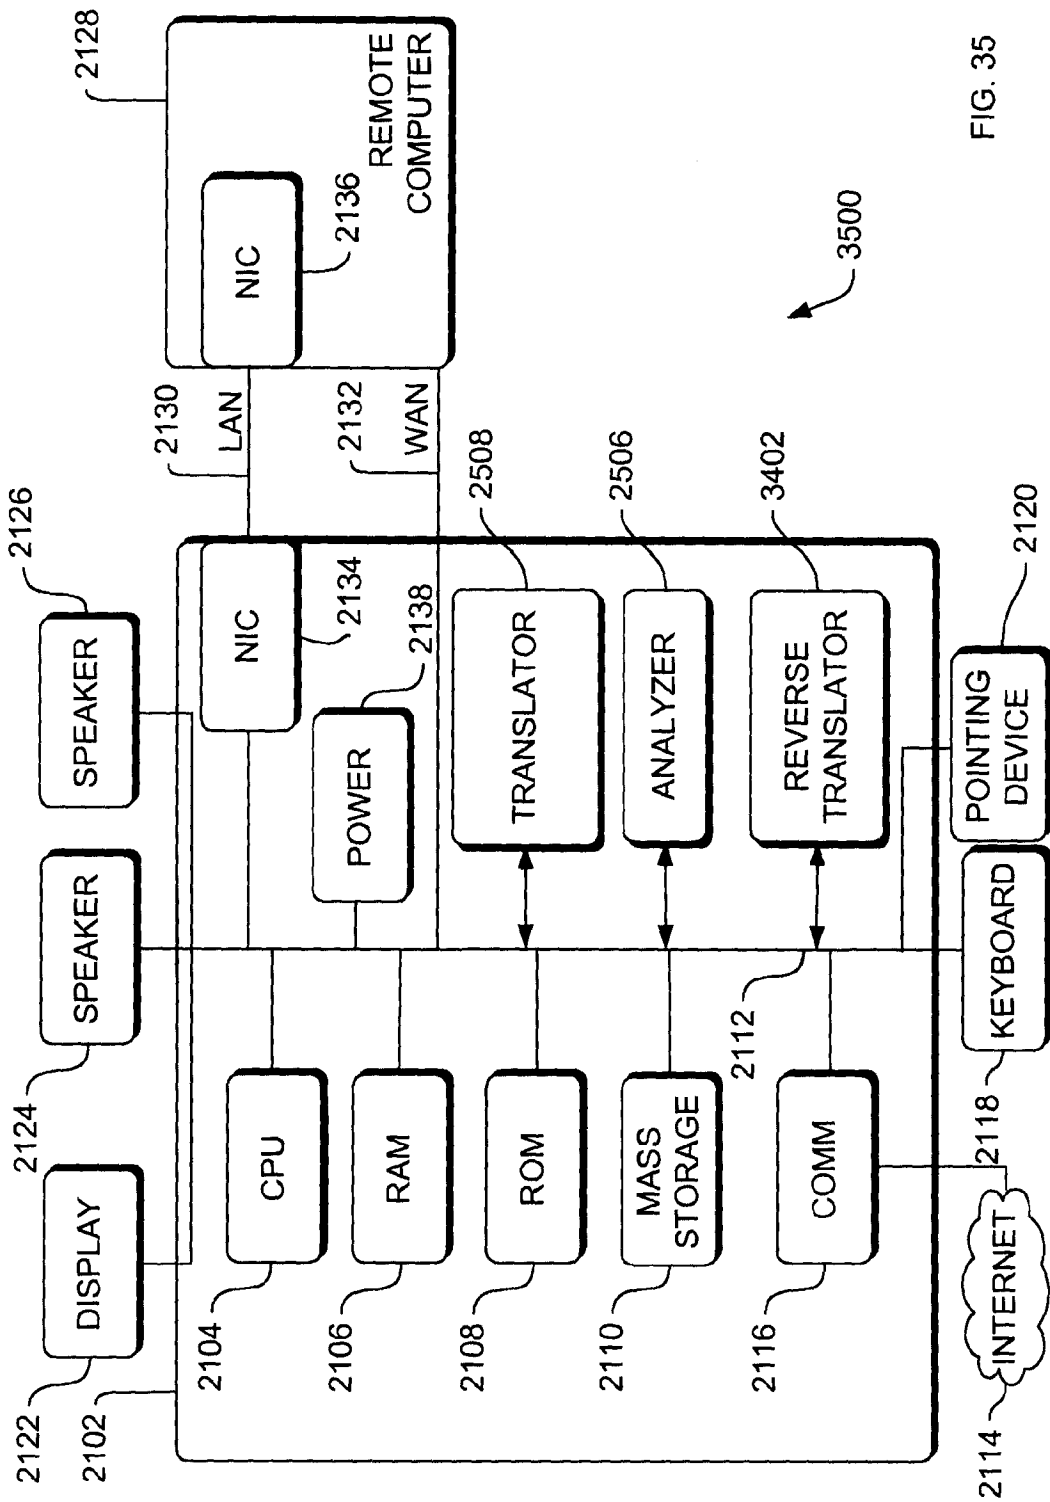 2122
DISPLAY
2124
SPEAKER
SPEAKER
2126
2102
2104
CPU
2106
RAM
2108
ROM
2110
MASS
STORAGE
2116
COMM
2112
NIC
2134
POWER
2138
TRANSLATOR
2508
ANALYZER
2506
REVERSE
TRANSLATOR
3402
2130
LAN
2132
WAN
2128
NIC
2136
REMOTE
COMPUTER
2114
INTERNET
2118
KEYBOARD
POINTING
DEVICE
2120
3500
FIG. 35